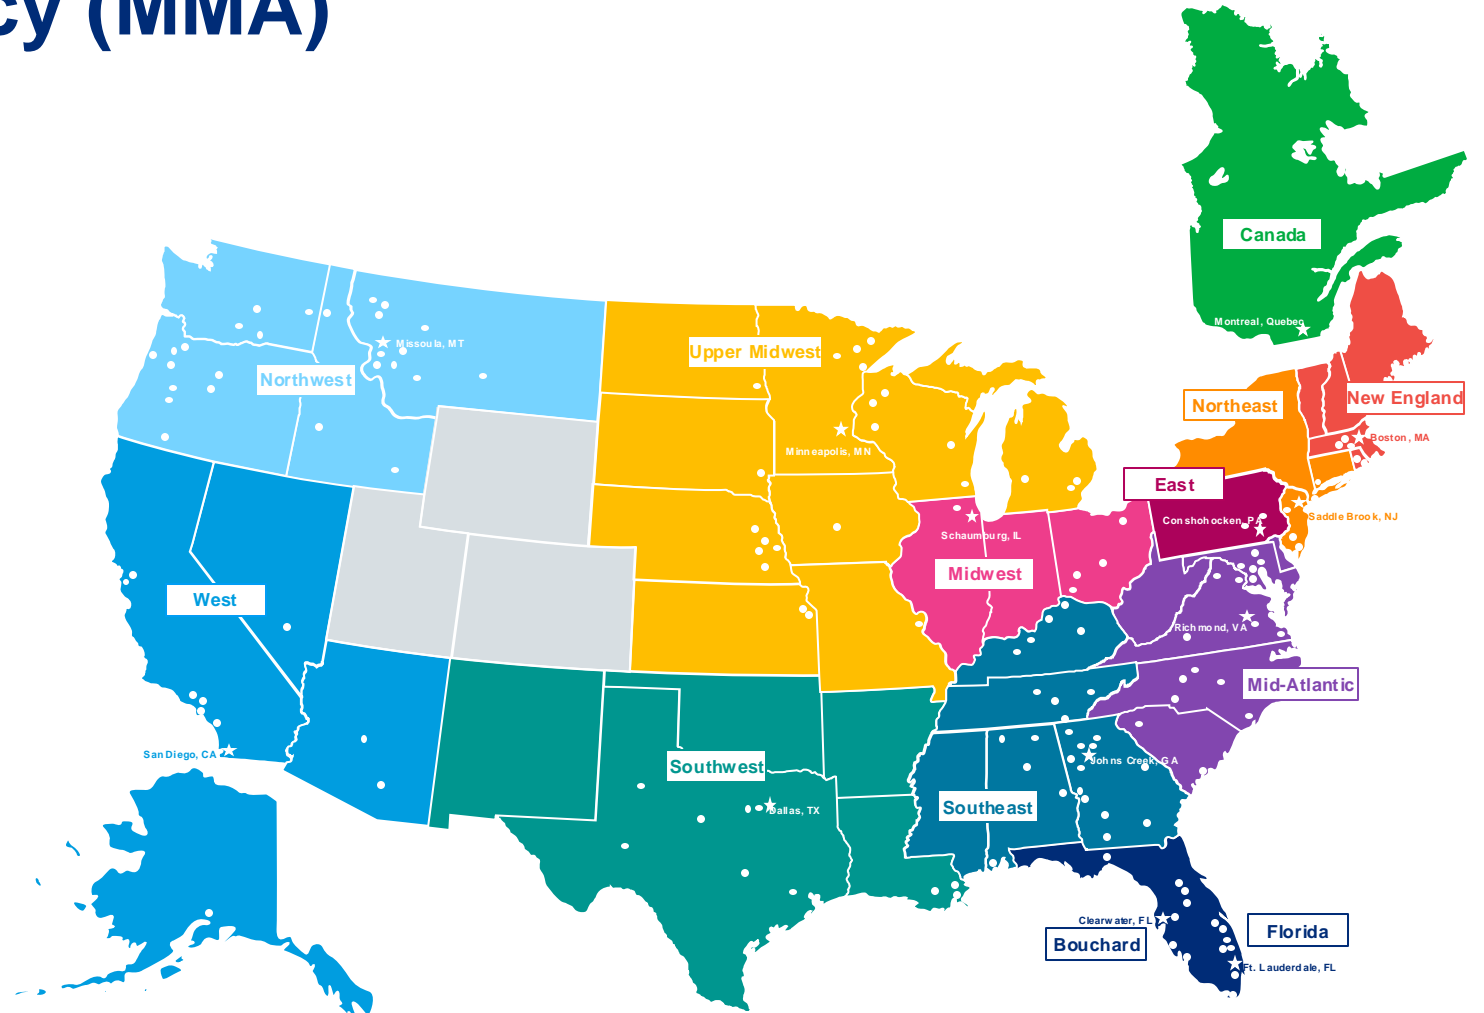 cy (MMA)
Canada
Montreal, Quebec
Missoula, MT
Upper Midwest
Northwest
Northeast
New England
Minneapolis, MN
Boston, MA
East
Saddle Brook, NJ
Conshohocken, PA
Schaumburg, IL
Midwest
West
Richmond, VA
Mid-Atlantic
San Diego, CA
Johns Creek, GA
Southwest
Southeast
Dallas, TX
Clearwater, FL
Florida
Bouchard
Ft. Lauderdale, FL